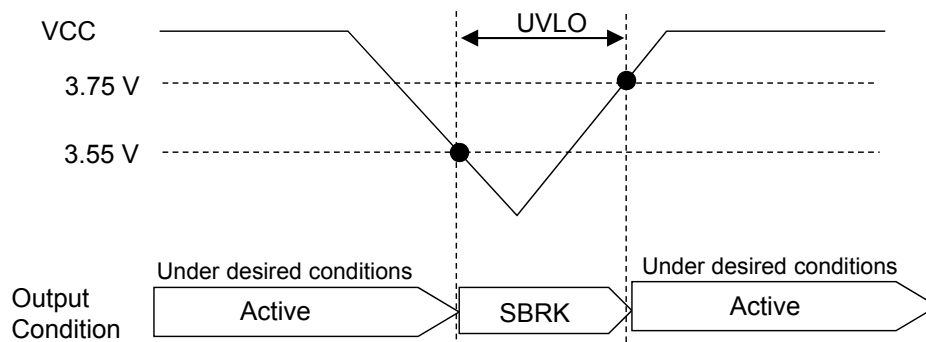 UVLO
VCC
3.75 V
3.55 V
Under desired conditions
Under desired conditions
Output
Condition
Active
SBRK
Active